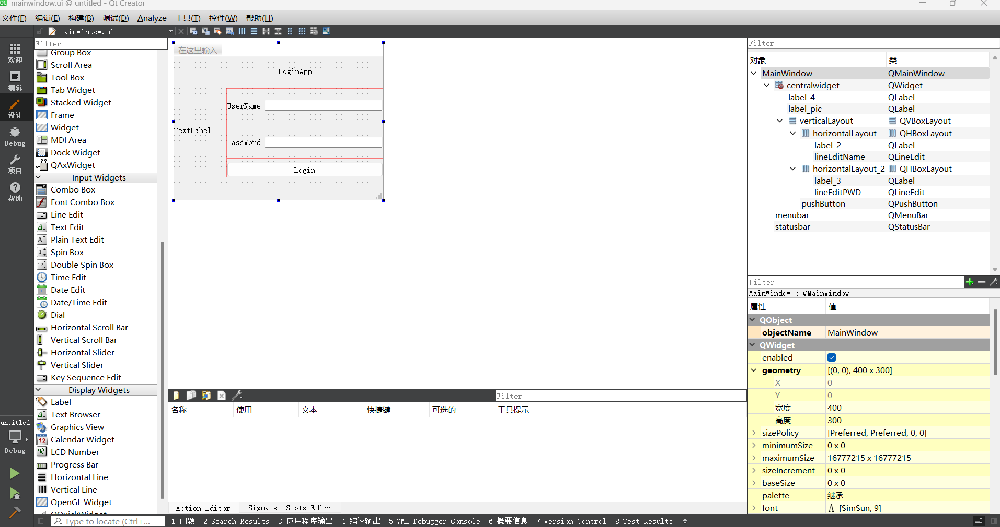 mainwindow.ui @ untitled - Qt Creator
文件(F) 编辑(E) 构建(B) 调试(D) Analyze 工具(T) 控件(W) 帮助(H)
mainwindow.ui
欢迎
编辑
设计
Debug
项目
帮助
untitled
Debug
Filter
Group Box
Scroll Area
Tool Box
Tab Widget
Stacked Widget
Frame
Widget
MDI Area
Dock Widget
QAxWidget
Input Widgets
Combo Box
Font Combo Box
Line Edit
Text Edit
Plain Text Edit
Spin Box
Double Spin Box
Time Edit
Date Edit
Date/Time Edit
Dial
Horizontal Scroll Bar
Vertical Scroll Bar
Horizontal Slider
Vertical Slider
Key Sequence Edit
Display Widgets
Label
Text Browser
Graphics View
Calendar Widget
LCD Number
Progress Bar
Horizontal Line
Vertical Line
OpenGL Widget
在这里输入
LoginApp
UserName
TextLabel
PassWord
Login
Filter
名称 使用 文本 快捷键 可选的 工具提示
Action Editor Signals Slots Edi…
Filter
对象 类
MainWindow QMainWindow
centralwidget QWidget
label_4 QLabel
label_pic QLabel
verticalLayout QVBoxLayout
horizontalLayout QHBoxLayout
label_2 QLabel
lineEditName QLineEdit
horizontalLayout_2 QHBoxLayout
label_3 QLabel
lineEditPWD QLineEdit
pushButton QPushButton
menubar QMenuBar
statusbar QStatusBar
Filter
MainWindow : QMainWindow
属性 值
QObject
objectName MainWindow
QWidget
enabled
geometry [(0, 0), 400 x 300]
X 0
Y 0
宽度 400
高度 300
sizePolicy [Preferred, Preferred, 0, 0]
minimumSize 0 x 0
maximumSize 16777215 x 16777215
sizeIncrement 0 x 0
baseSize 0 x 0
palette 继承
font A [SimSun, 9]
Type to locate (Ctrl+...
1 问题 2 Search Results 3 应用程序输出 4 编译输出 5 QML Debugger Console 6 概要信息 7 Version Control 8 Test Results